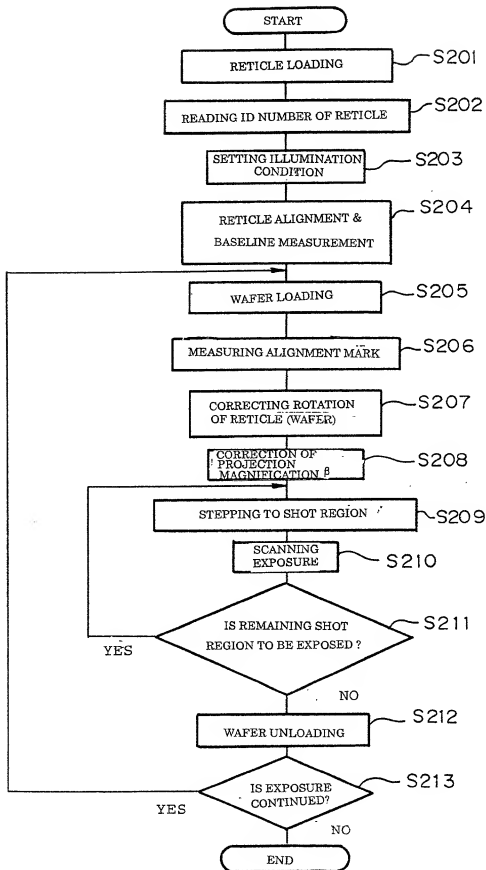 START
RETICLE LOADING
S201
READING ID NUMBER OF RETICLE
S202
SETTING ILLUMINATION
CONDITION
S203
RETICLE ALIGNMENT &
BASELINE MEASUREMENT
S204
WAFER LOADING
S205
MEASURING ALIGNMENT MARK
S206
CORRECTING ROTATION
OF RETICLE (WAFER)
S207
CORRECTION OF
PROJECTION
MAGNIFICATION β
S208
STEPPING TO SHOT REGION
S209
SCANNING
EXPOSURE
S210
IS REMAINING SHOT
REGION TO BE EXPOSED ?
S211
YES
NO
WAFER UNLOADING
S212
IS EXPOSURE
CONTINUED?
S213
YES
NO
END